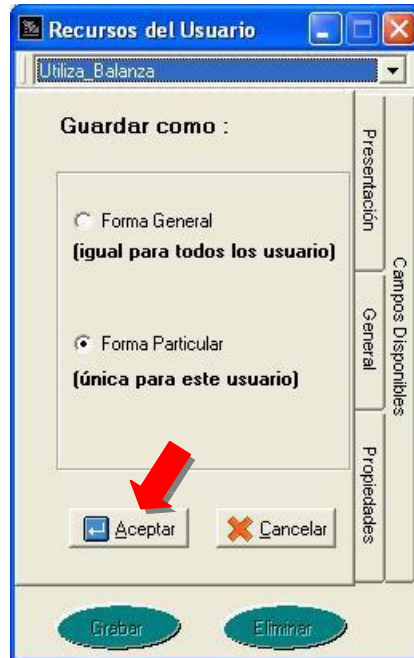 Recursos del Usuario
Utiliza_Balanza
Guardar como :
Forma General
(igual para todos los usuario)
Forma Particular
(única para este usuario)
Aceptar
Cancelar
Presentación
General
Propiedades
Campos Disponibles
Grabar
Eliminar